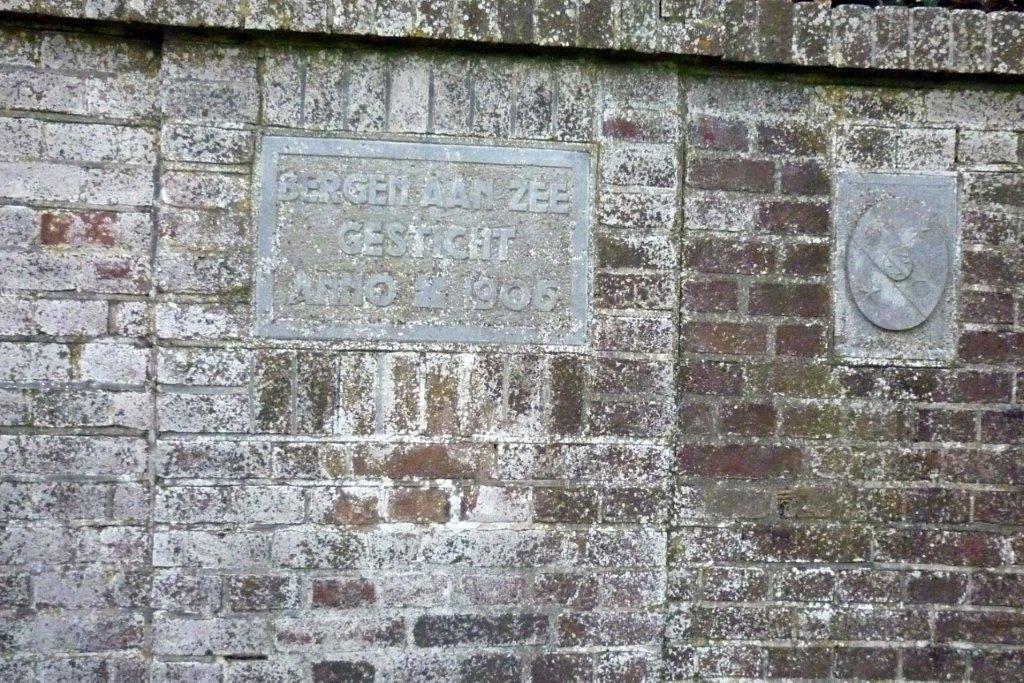 BERGEN AAN ZEE
GESTICHT
ANNO 1906